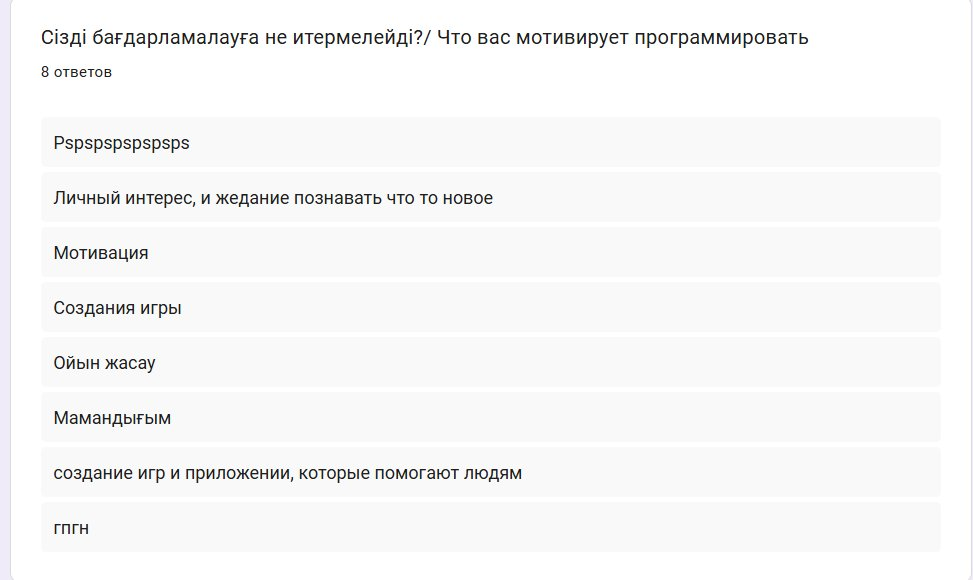 Сізді бағдарламалауға не итермелейді?/ Что вас мотивирует программировать
8 ответов
Pspspspspspsps
Личный интерес, и жедание познавать что то новое
Мотивация
Создания игры
Ойын жасау
Мамандығым
создание игр и приложении, которые помогают людям
гпгн